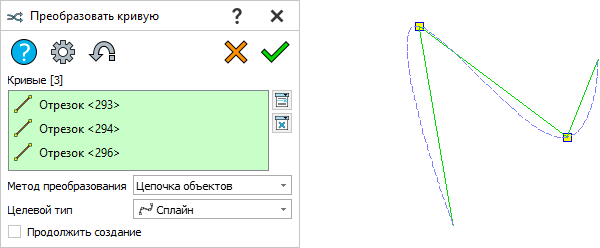 Преобразовать кривую
Кривые [3]
Отрезок <293>
Отрезок <294>
Отрезок <296>
Метод преобразования Цепочка объектов
Целевой тип Сплайн
Продолжить создание